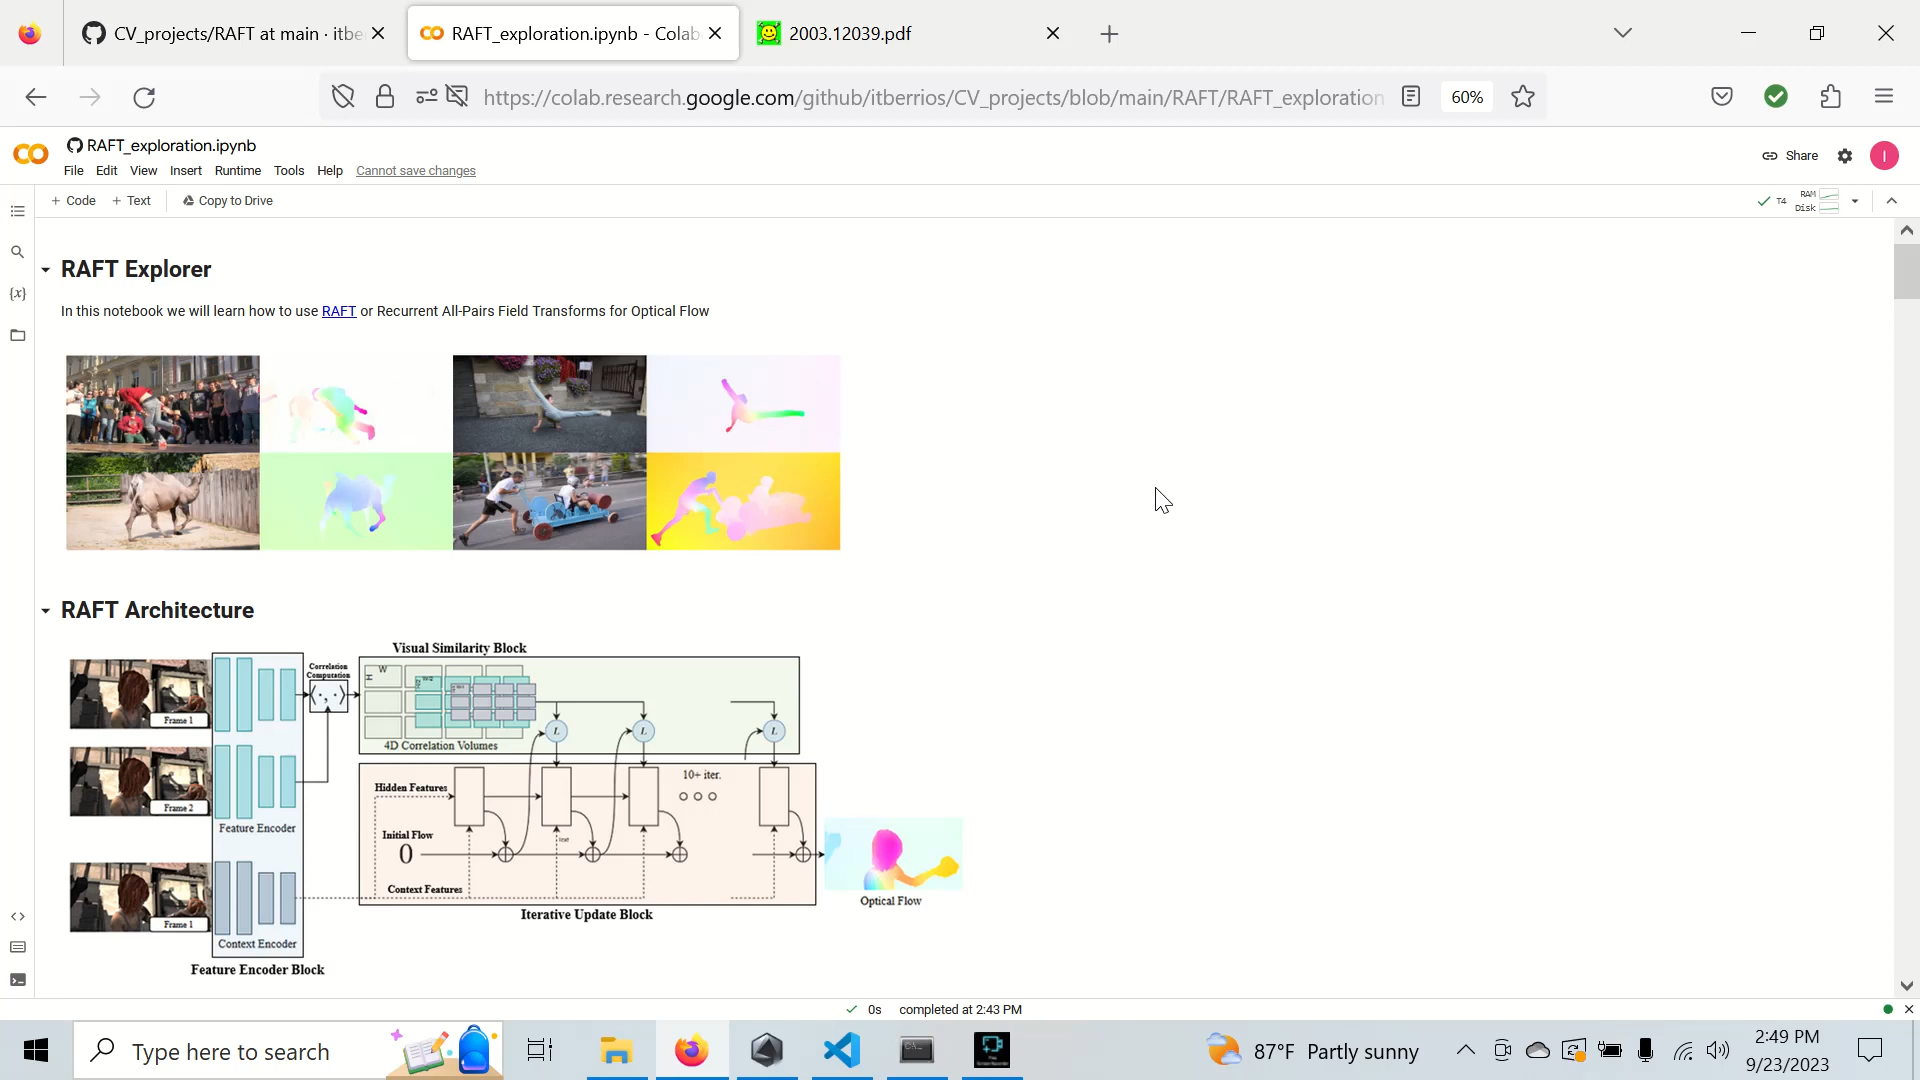 CV_projects/RAFT at main · itbe
RAFT_exploration.ipynb - Colab
2003.12039.pdf
https://colab.research.google.com/github/itberrios/CV_projects/blob/main/RAFT/RAFT_exploration
60%
RAFT_exploration.ipynb
File Edit View Insert Runtime Tools Help Cannot save changes
Share
I
+ Code + Text Copy to Drive
T4 RAM
Disk
RAFT Explorer
{x}
In this notebook we will learn how to use RAFT or Recurrent All-Pairs Field Transforms for Optical Flow
RAFT Architecture
Visual Similarity Block
Correlation
Computation
W
H
⟨·,·⟩
Frame 1
L L L
4D Correlation Volumes
10+ iter.
Hidden Features
Frame 2
Feature Encoder
Initial Flow
0
text
Context Features
Optical Flow
Iterative Update Block
Frame 1
Context Encoder
Feature Encoder Block
0s completed at 2:43 PM
Type here to search
87°F Partly sunny
2:49 PM
9/23/2023